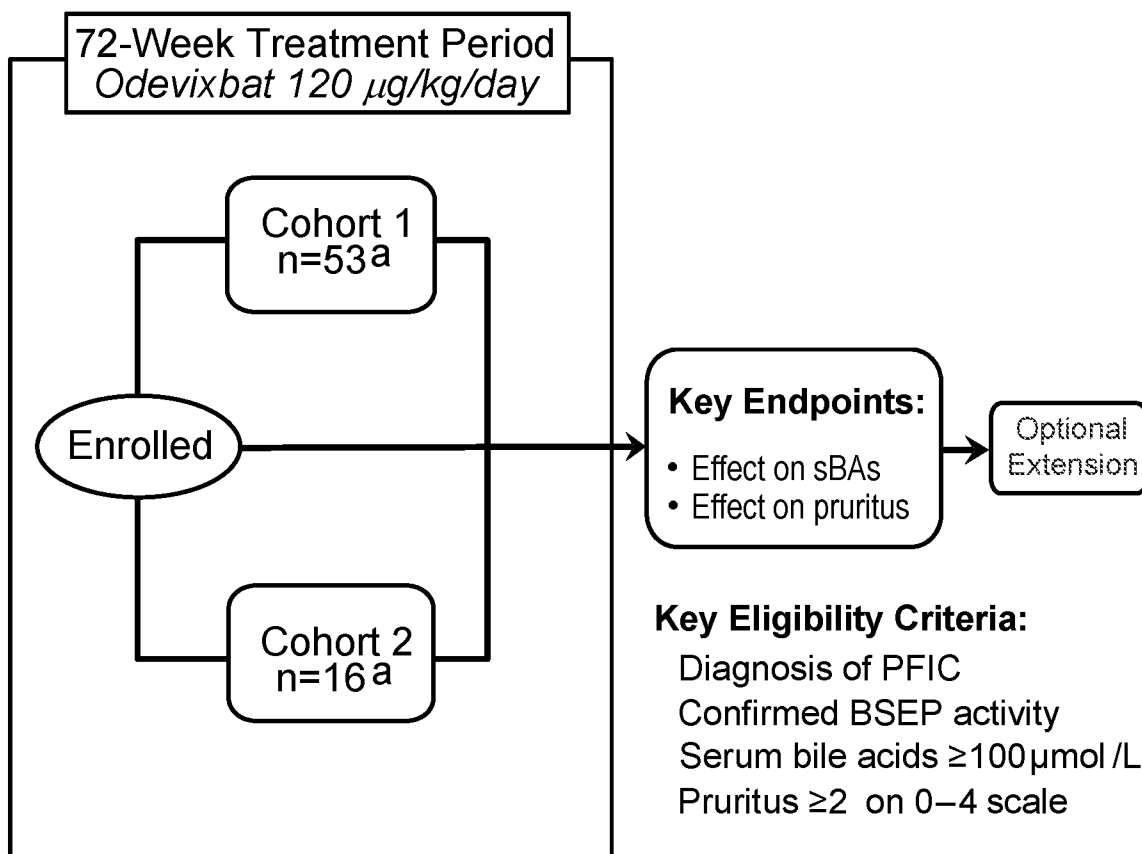 72-Week Treatment Period
Odevixbat 120 μg/kg/day
Cohort 1
n=53a
Enrolled
Cohort 2
n=16a
Key Endpoints:
• Effect on sBAs
• Effect on pruritus
Optional
Extension
Key Eligibility Criteria:
Diagnosis of PFIC
Confirmed BSEP activity
Serum bile acids ≥100 μmol /L
Pruritus ≥2 on 0–4 scale